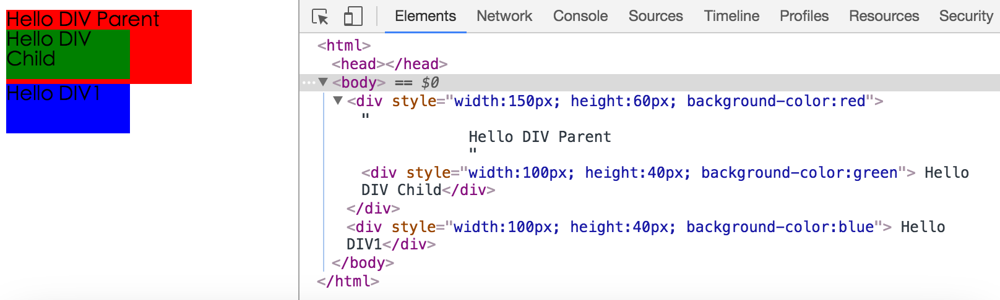 Hello DIV Parent
Hello DIV
Child
Hello DIV1
Elements Network Console Sources Timeline Profiles Resources Security
<html>
<head></head>
… ▼ <body> == $0
▼ <div style="width:150px; height:60px; background-color:red">
"
Hello DIV Parent
"
<div style="width:100px; height:40px; background-color:green"> Hello
DIV Child</div>
</div>
<div style="width:100px; height:40px; background-color:blue"> Hello
DIV1</div>
</body>
</html>